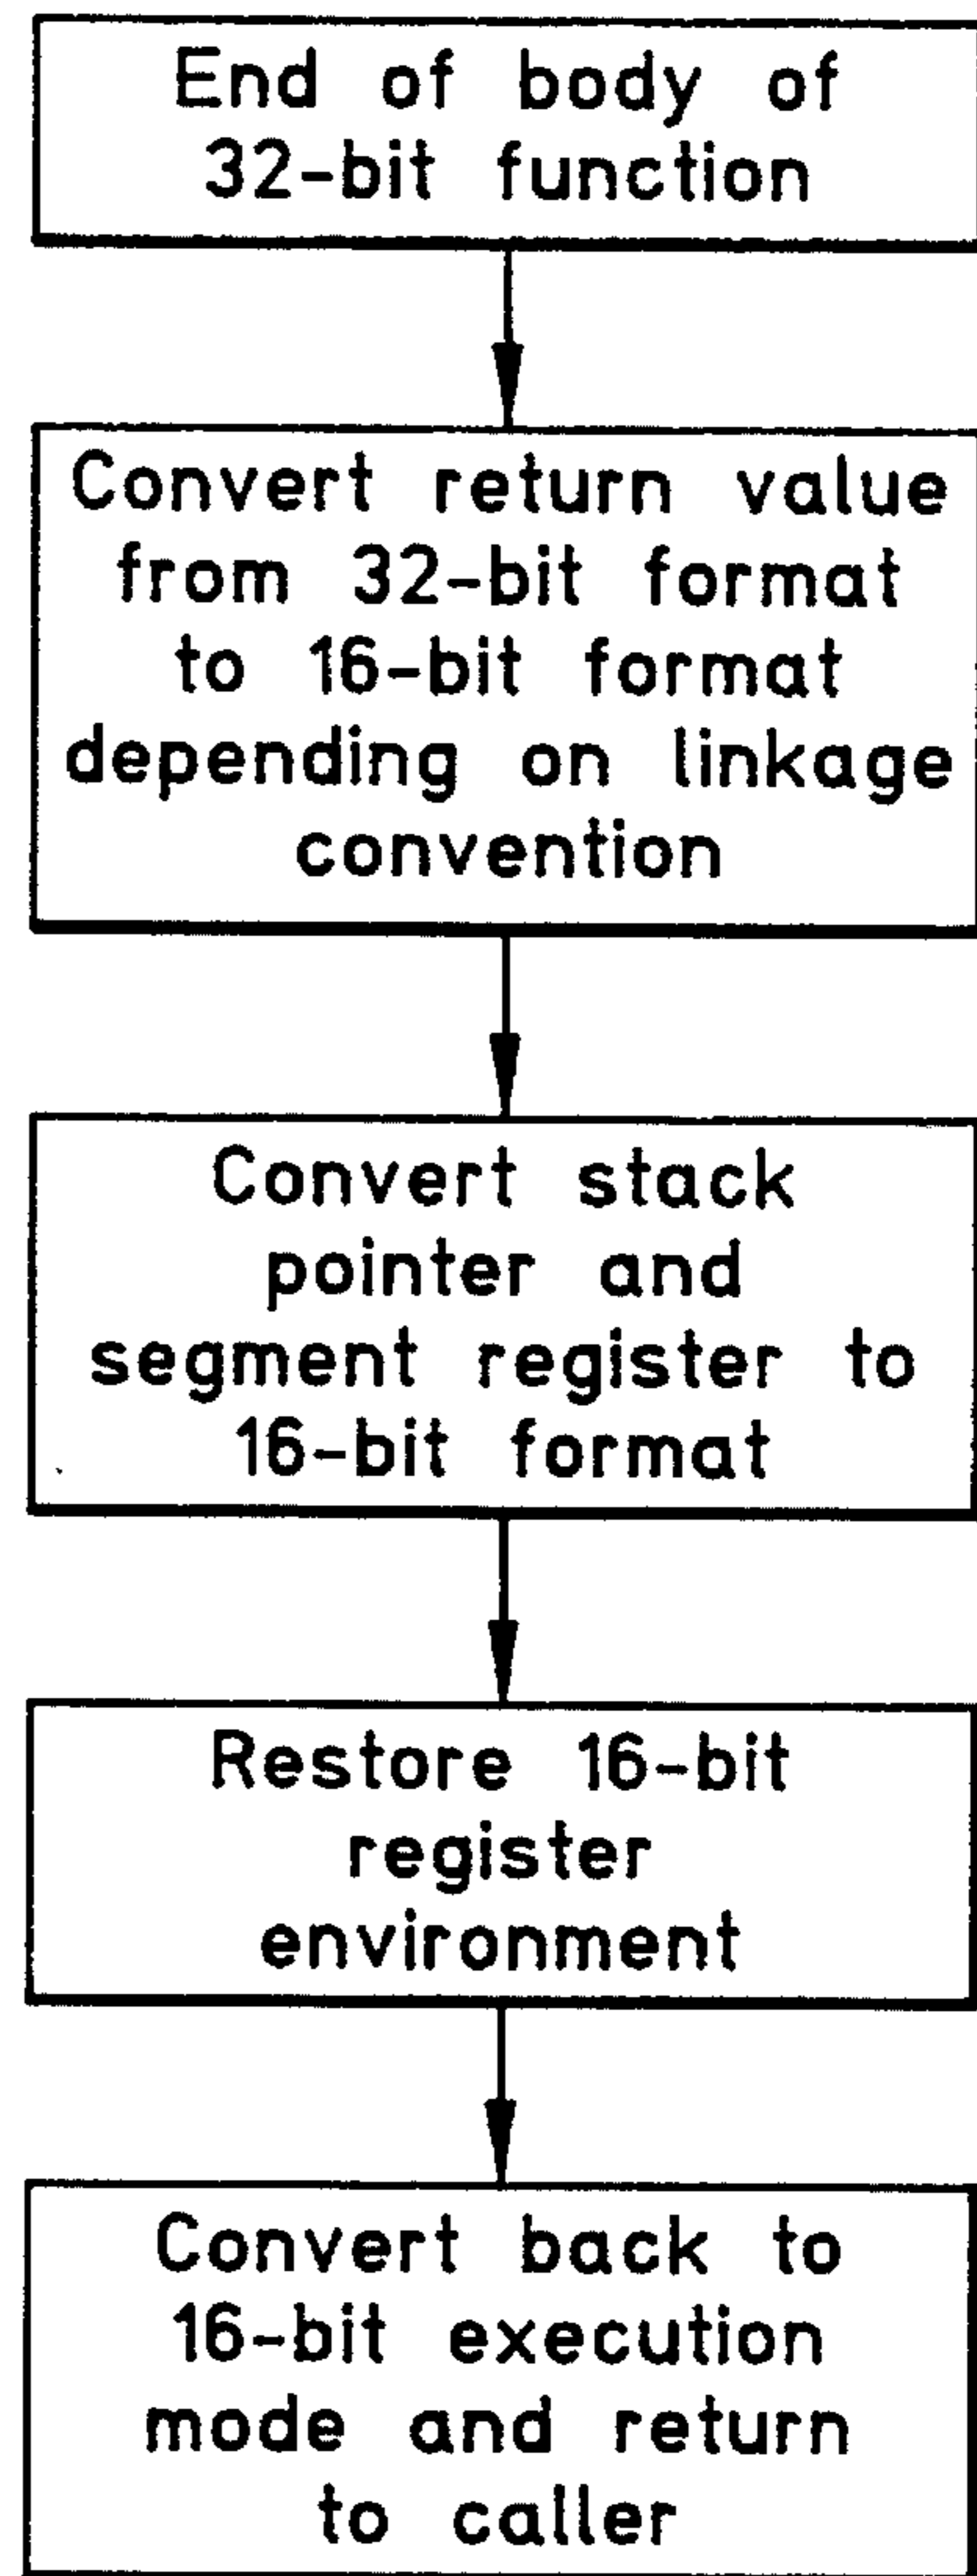 End of body of
32-bit function
Convert return value
from 32-bit format
to 16-bit format
depending on linkage
convention
Convert stack
pointer and
segment register to
16-bit format
Restore 16-bit
register
environment
Convert back to
16-bit execution
mode and return
to caller